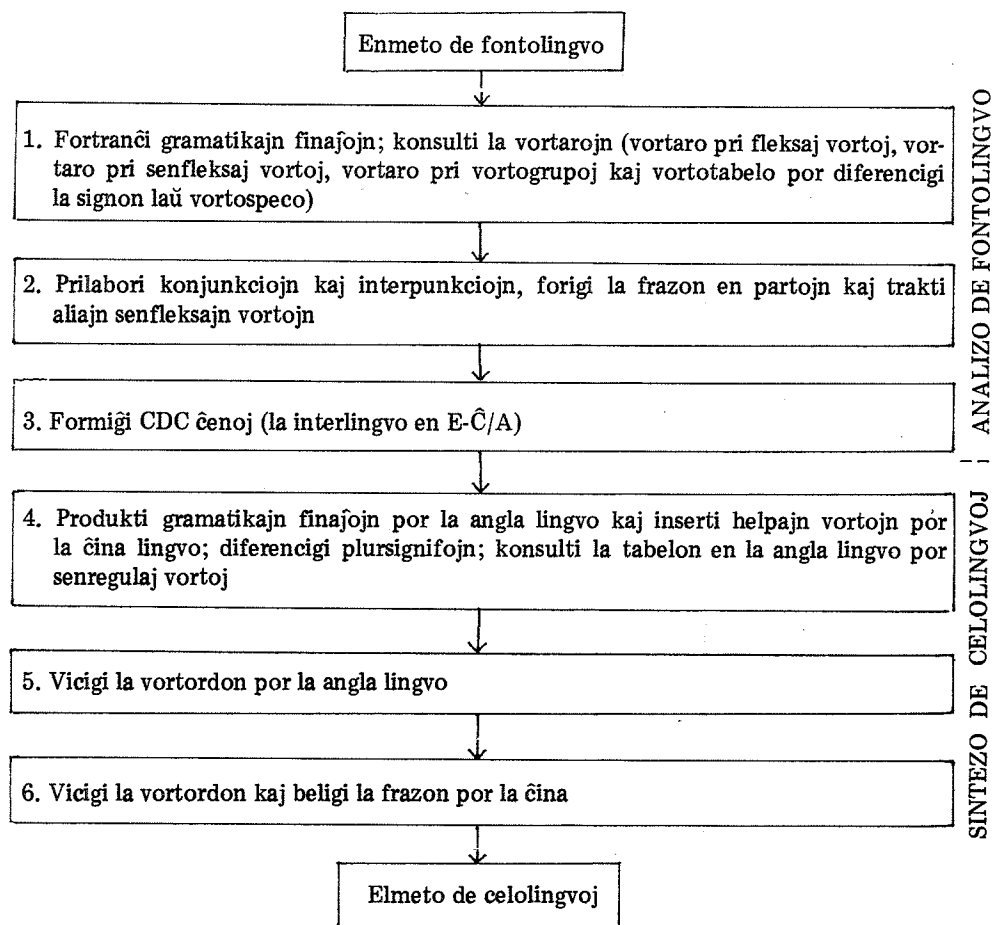 Enmeto de fontolingvo
1. Fortranĉi gramatikajn finaĵojn; konsulti la vortarojn (vortaro pri fleksaj vortoj, vor-
taro pri senfleksaj vortoj, vortaro pri vortogrupoj kaj vortotabelo por diferencigi
la signon laŭ vortospeco)
2. Prilabori konjunkciojn kaj interpunkciojn, forigi la frazon en partojn kaj trakti
aliajn senfleksajn vortojn
3. Formiĝi CDC ĉenoj (la interlingvo en E-Ĉ/A)
ANALIZO DE FONTOLINGVO
4. Produkti gramatikajn finaĵojn por la angla lingvo kaj inserti helpajn vortojn por
la ĉina lingvo; diferencigi plursignifojn; konsulti la tabelon en la angla lingvo por
senregulaj vortoj
5. Vicigi la vortordon por la angla lingvo
6. Vicigi la vortordon kaj beligi la frazon por la ĉina
SINTEZO DE CELOLINGVOJ
Elmeto de celolingvoj